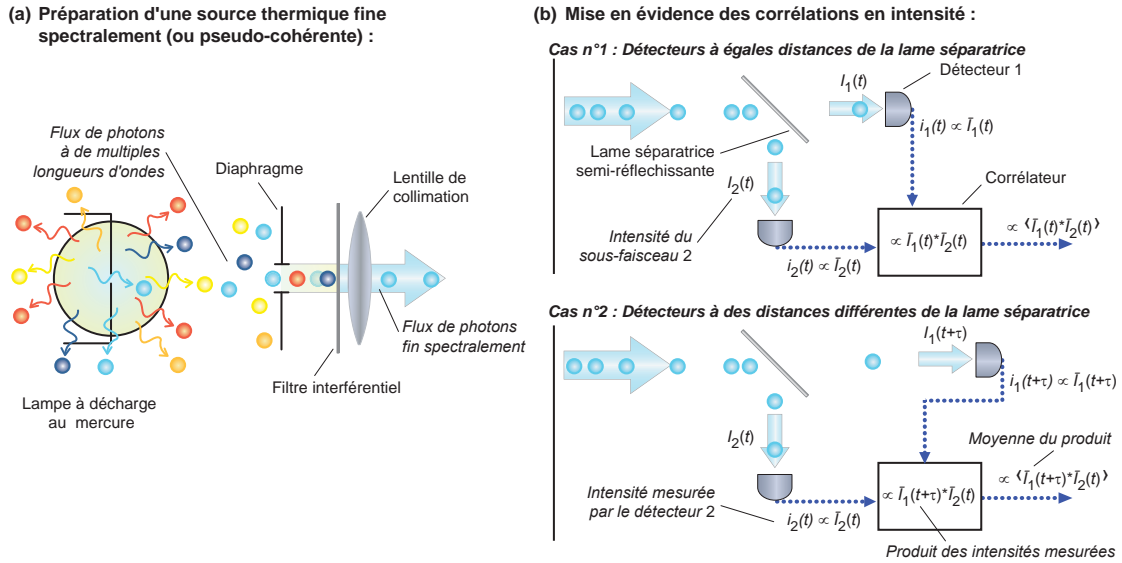 (a) Préparation d'une source thermique fine
spectralement (ou pseudo-cohérente) :
Flux de photons
à de multiples
longueurs d'ondes
Diaphragme
Lentille de
collimation
Flux de photons
fin spectralement
Filtre interférentiel
Lampe à décharge
au mercure
(b) Mise en évidence des corrélations en intensité :
Cas n°1 : Détecteurs à égales distances de la lame séparatrice
I₁(t)
Détecteur 1
i₁(t) ∝ Ī₁(t)
Lame séparatrice
semi-réflechissante
I₂(t)
Corrélateur
∝ Ī₁(t)*Ī₂(t)
∝ ⟨Ī₁(t)*Ī₂(t)⟩
Intensité du
sous-faisceau 2
i₂(t) ∝ Ī₂(t)
Cas n°2 : Détecteurs à des distances différentes de la lame séparatrice
I₁(t+τ)
i₁(t+τ) ∝ Ī₁(t+τ)
I₂(t)
Moyenne du produit
∝ ⟨Ī₁(t+τ)*Ī₂(t)⟩
∝ Ī₁(t+τ)*Ī₂(t)
Intensité mesurée
par le détecteur 2
i₂(t) ∝ Ī₂(t)
Produit des intensités mesurées